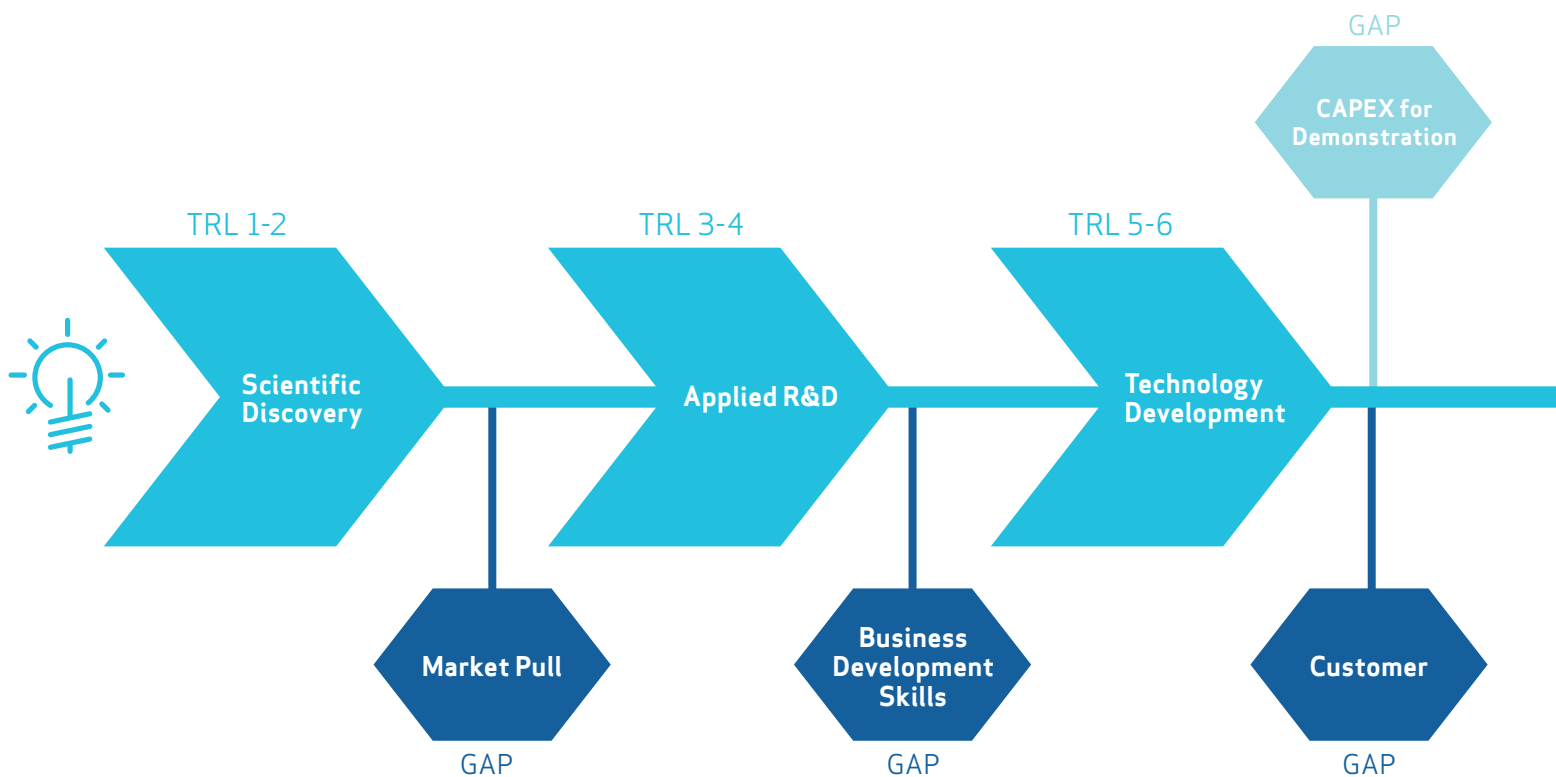 GAP
CAPEX for
Demonstration
TRL 1-2
TRL 3-4
TRL 5-6
Scientific
Discovery
Applied R&D
Technology
Development
Market Pull
Business
Development
Skills
Customer
GAP
GAP
GAP